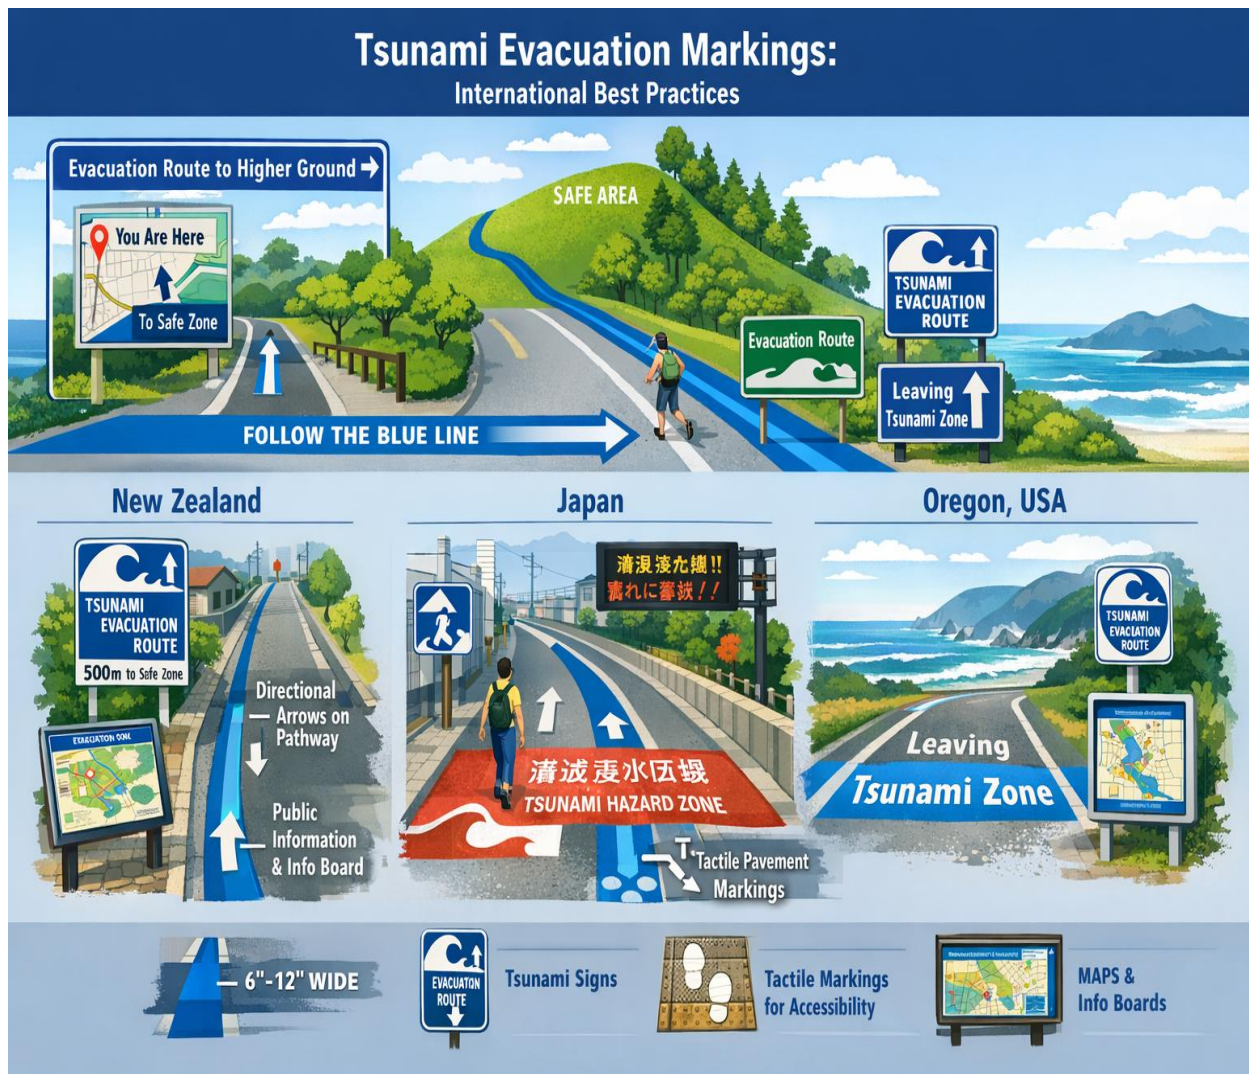 Tsunami Evacuation Markings:
International Best Practices
Evacuation Route to Higher Ground →
You Are Here
To Safe Zone
SAFE AREA
TSUNAMI
EVACUATION
ROUTE
Evacuation Route
Leaving
Tsunami Zone
FOLLOW THE BLUE LINE
New Zealand
TSUNAMI
EVACUATION
ROUTE
500m to Safe Zone
Directional
Arrows on
Pathway
Public
Information
& Info Board
Japan
TSUNAMI HAZARD ZONE
Tactile Pavement
Markings
Oregon, USA
TSUNAMI
ROUTE
Leaving
Tsunami Zone
6"-12" WIDE
EVACUATION
ROUTE
Tsunami Signs
Tactile Markings
for Accessibility
MAPS &
Info Boards